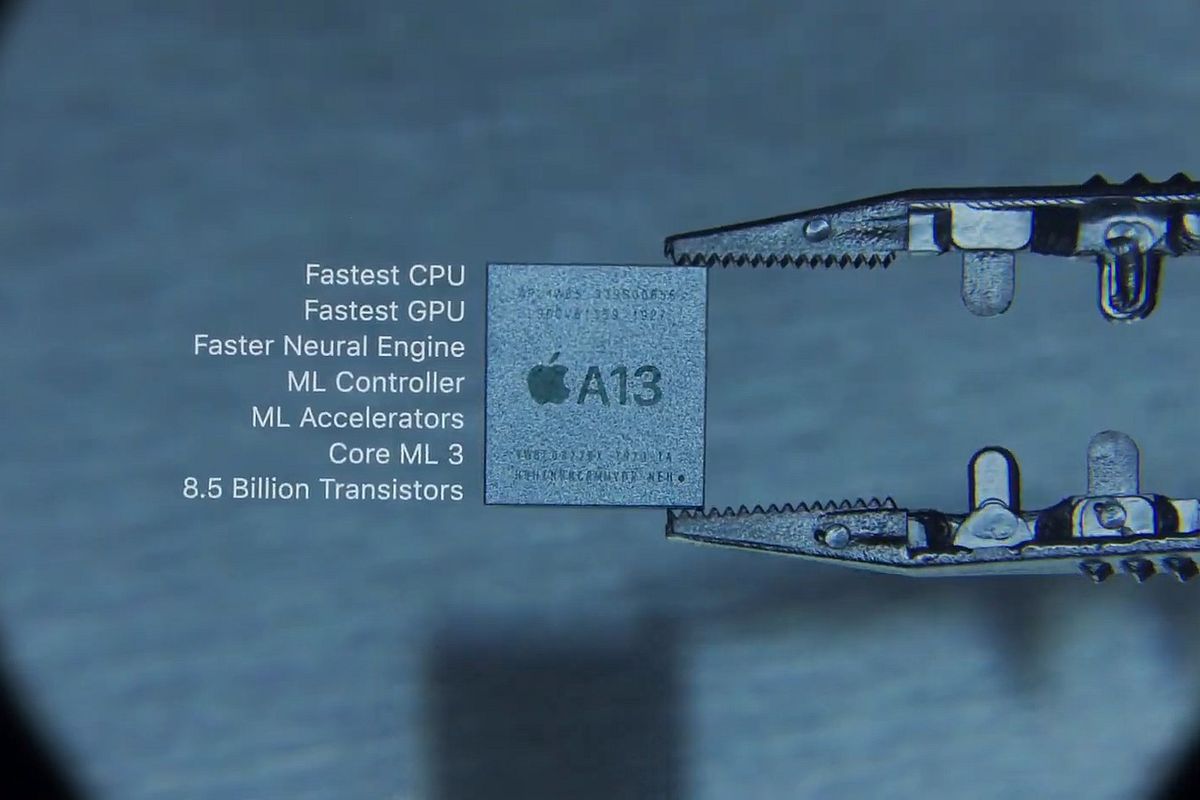 Fastest CPU
Fastest GPU
Faster Neural Engine
ML Controller
ML Accelerators
Core ML 3
8.5 Billion Transistors
A13